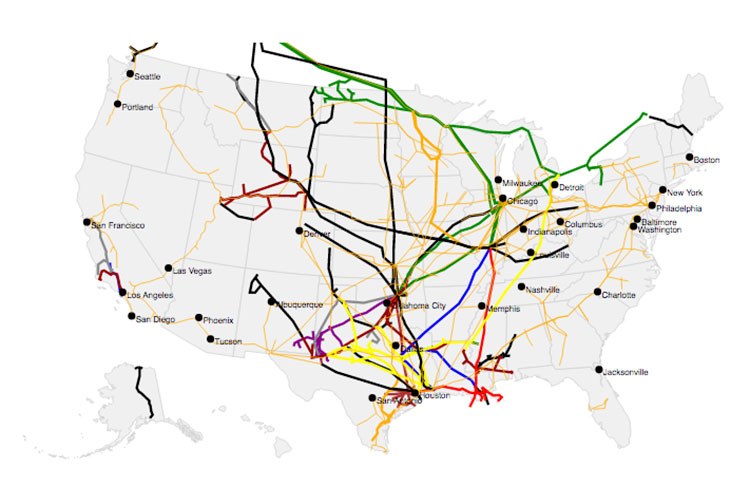 Seattle
Portland
Boston
Milwaukee
Detroit
New York
Chicago
Philadelphia
San Francisco
Columbus
Baltimore
Denver
Indianapolis
Washington
Louisville
Las Vegas
Nashville
Los Angeles
Charlotte
Albuquerque
Oklahoma City
Memphis
San Diego
Phoenix
Tucson
Dallas
Jacksonville
Houston
San Antonio